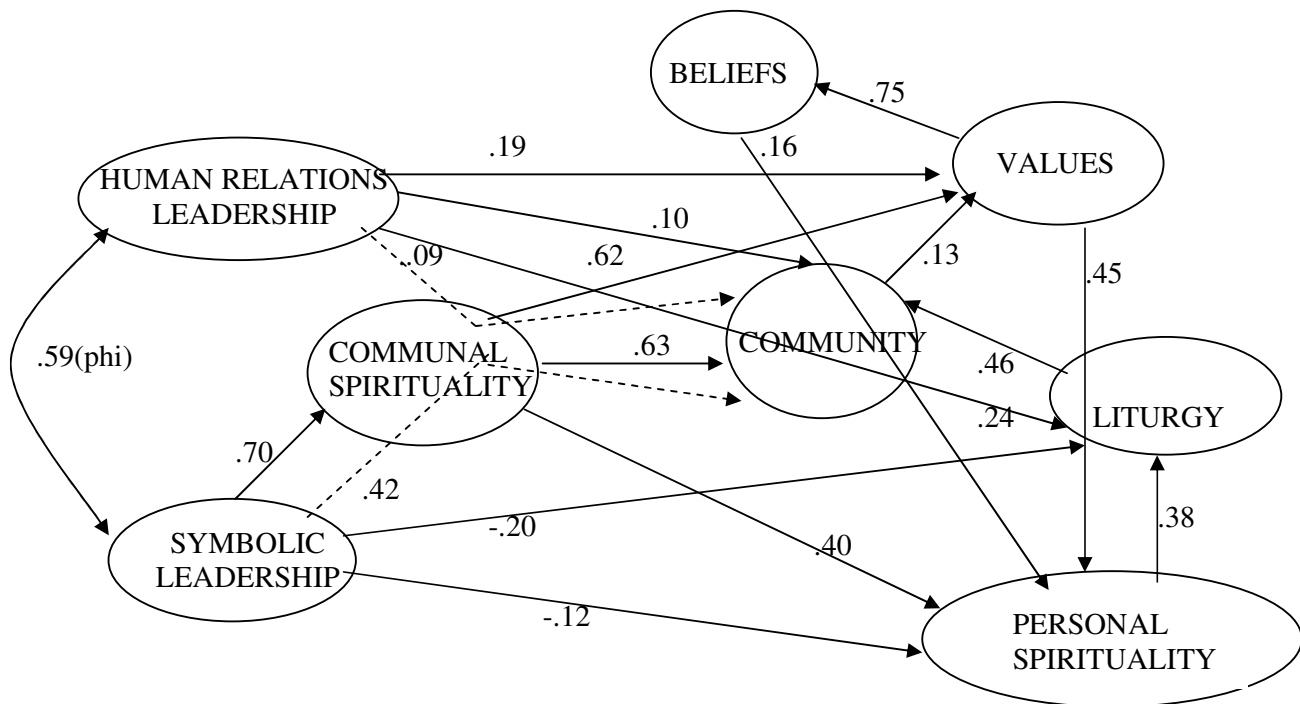 BELIEFS
.75
.19
.16
VALUES
HUMAN RELATIONS
LEADERSHIP
.10
.09
.62
.13
.45
COMMUNAL
SPIRITUALITY
.63
COMMUNITY
.59(phi)
.46
.24
LITURGY
.70
.42
-.20
.38
SYMBOLIC
LEADERSHIP
.40
-.12
PERSONAL
SPIRITUALITY